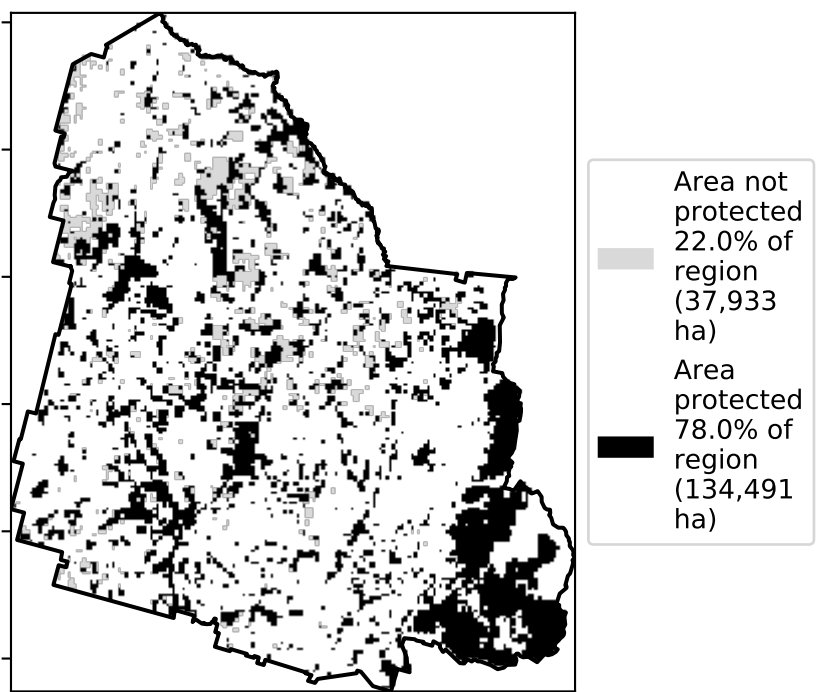 Area not
protected
22.0% of
region
(37,933
ha)
Area
protected
78.0% of
region
(134,491
ha)